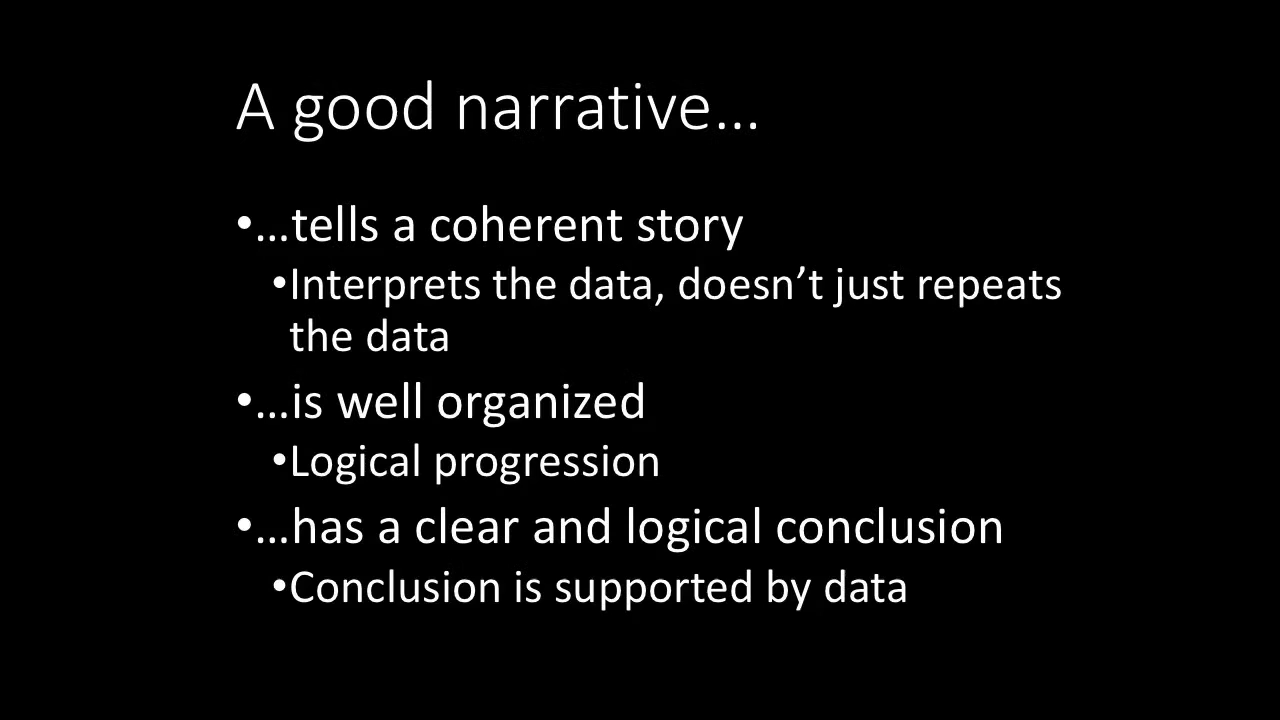 A good narrative…
•…tells a coherent story
•Interprets the data, doesn’t just repeats
the data
•…is well organized
•Logical progression
•…has a clear and logical conclusion
•Conclusion is supported by data